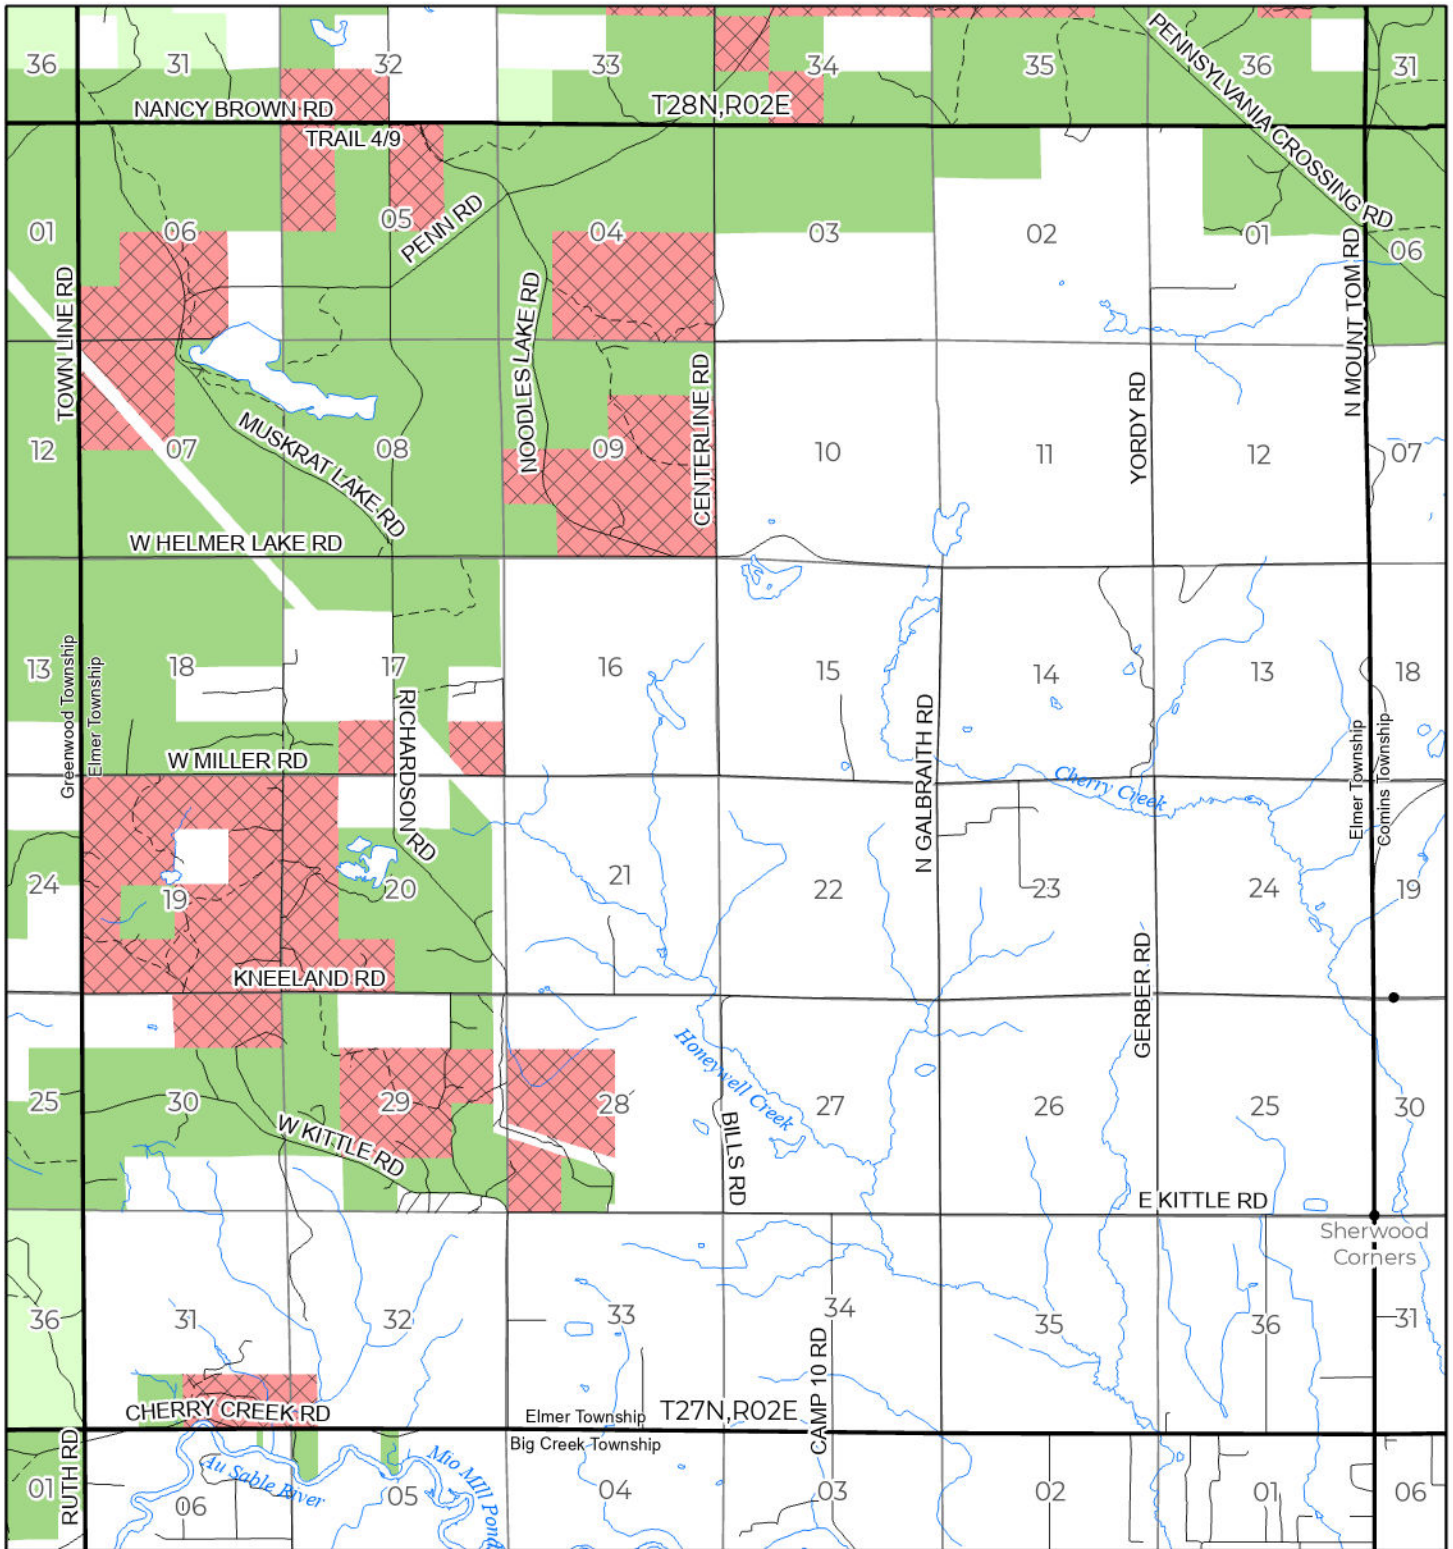 36
31
32
33
34
35
36
31
PENNSYLVANIA CROSSING RD
NANCY BROWN RD
T28N,R02E
TRAIL 4/9
01
06
05
PENN RD
04
03
02
01
06
TOWN LINE RD
NOODLES LAKE RD
CENTERLINE RD
YORDY RD
N MOUNT TOM RD
12
07
MUSKRAT LAKE RD
08
09
10
11
12
07
W HELMER LAKE RD
13
Greenwood Township
Elmer Township
18
17
16
15
14
13
18
RICHARDSON RD
N GALBRAITH RD
Elmer Township
Comins Township
W MILLER RD
Cherry Creek
24
19
20
21
22
23
24
19
KNEELAND RD
GERBER RD
Honeywell Creek
25
30
29
28
27
26
25
30
W KITTLE RD
BILLS RD
E KITTLE RD
Sherwood
Corners
36
31
32
33
34
35
36
31
CAMP 10 RD
CHERRY CREEK RD
Elmer Township
T27N,R02E
Big Creek Township
RUTH RD
Au Sable River
Mio Mill Pond
01
06
05
04
03
02
01
06